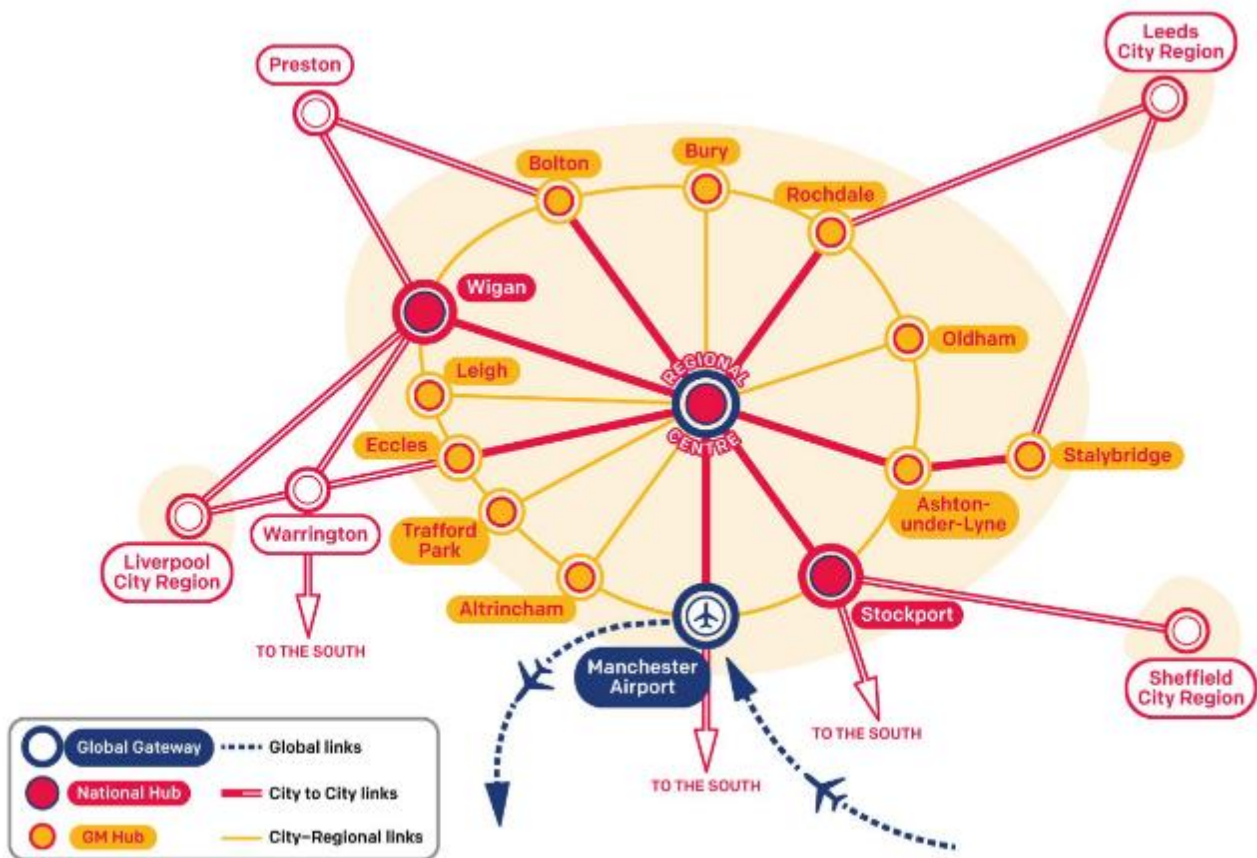 Preston
Leeds
City Region
Bolton
Bury
Rochdale
Wigan
Oldham
Leigh
REGIONAL
CENTRE
Eccles
Stalybridge
Ashton-
under-Lyne
Trafford
Park
Warrington
Liverpool
City Region
Altrincham
Stockport
TO THE SOUTH
Manchester
Airport
Sheffield
City Region
TO THE SOUTH
TO THE SOUTH
Global Gateway
Global links
National Hub
City to City links
GM Hub
City–Regional links